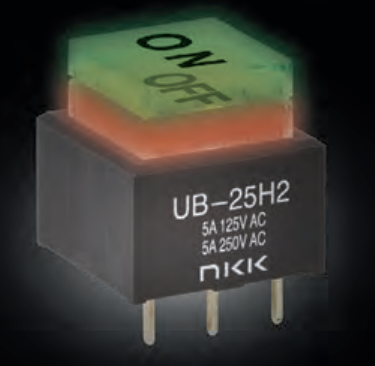 ON
OFF
UB-25H2
5A 125V AC
5A 250V AC
nkk